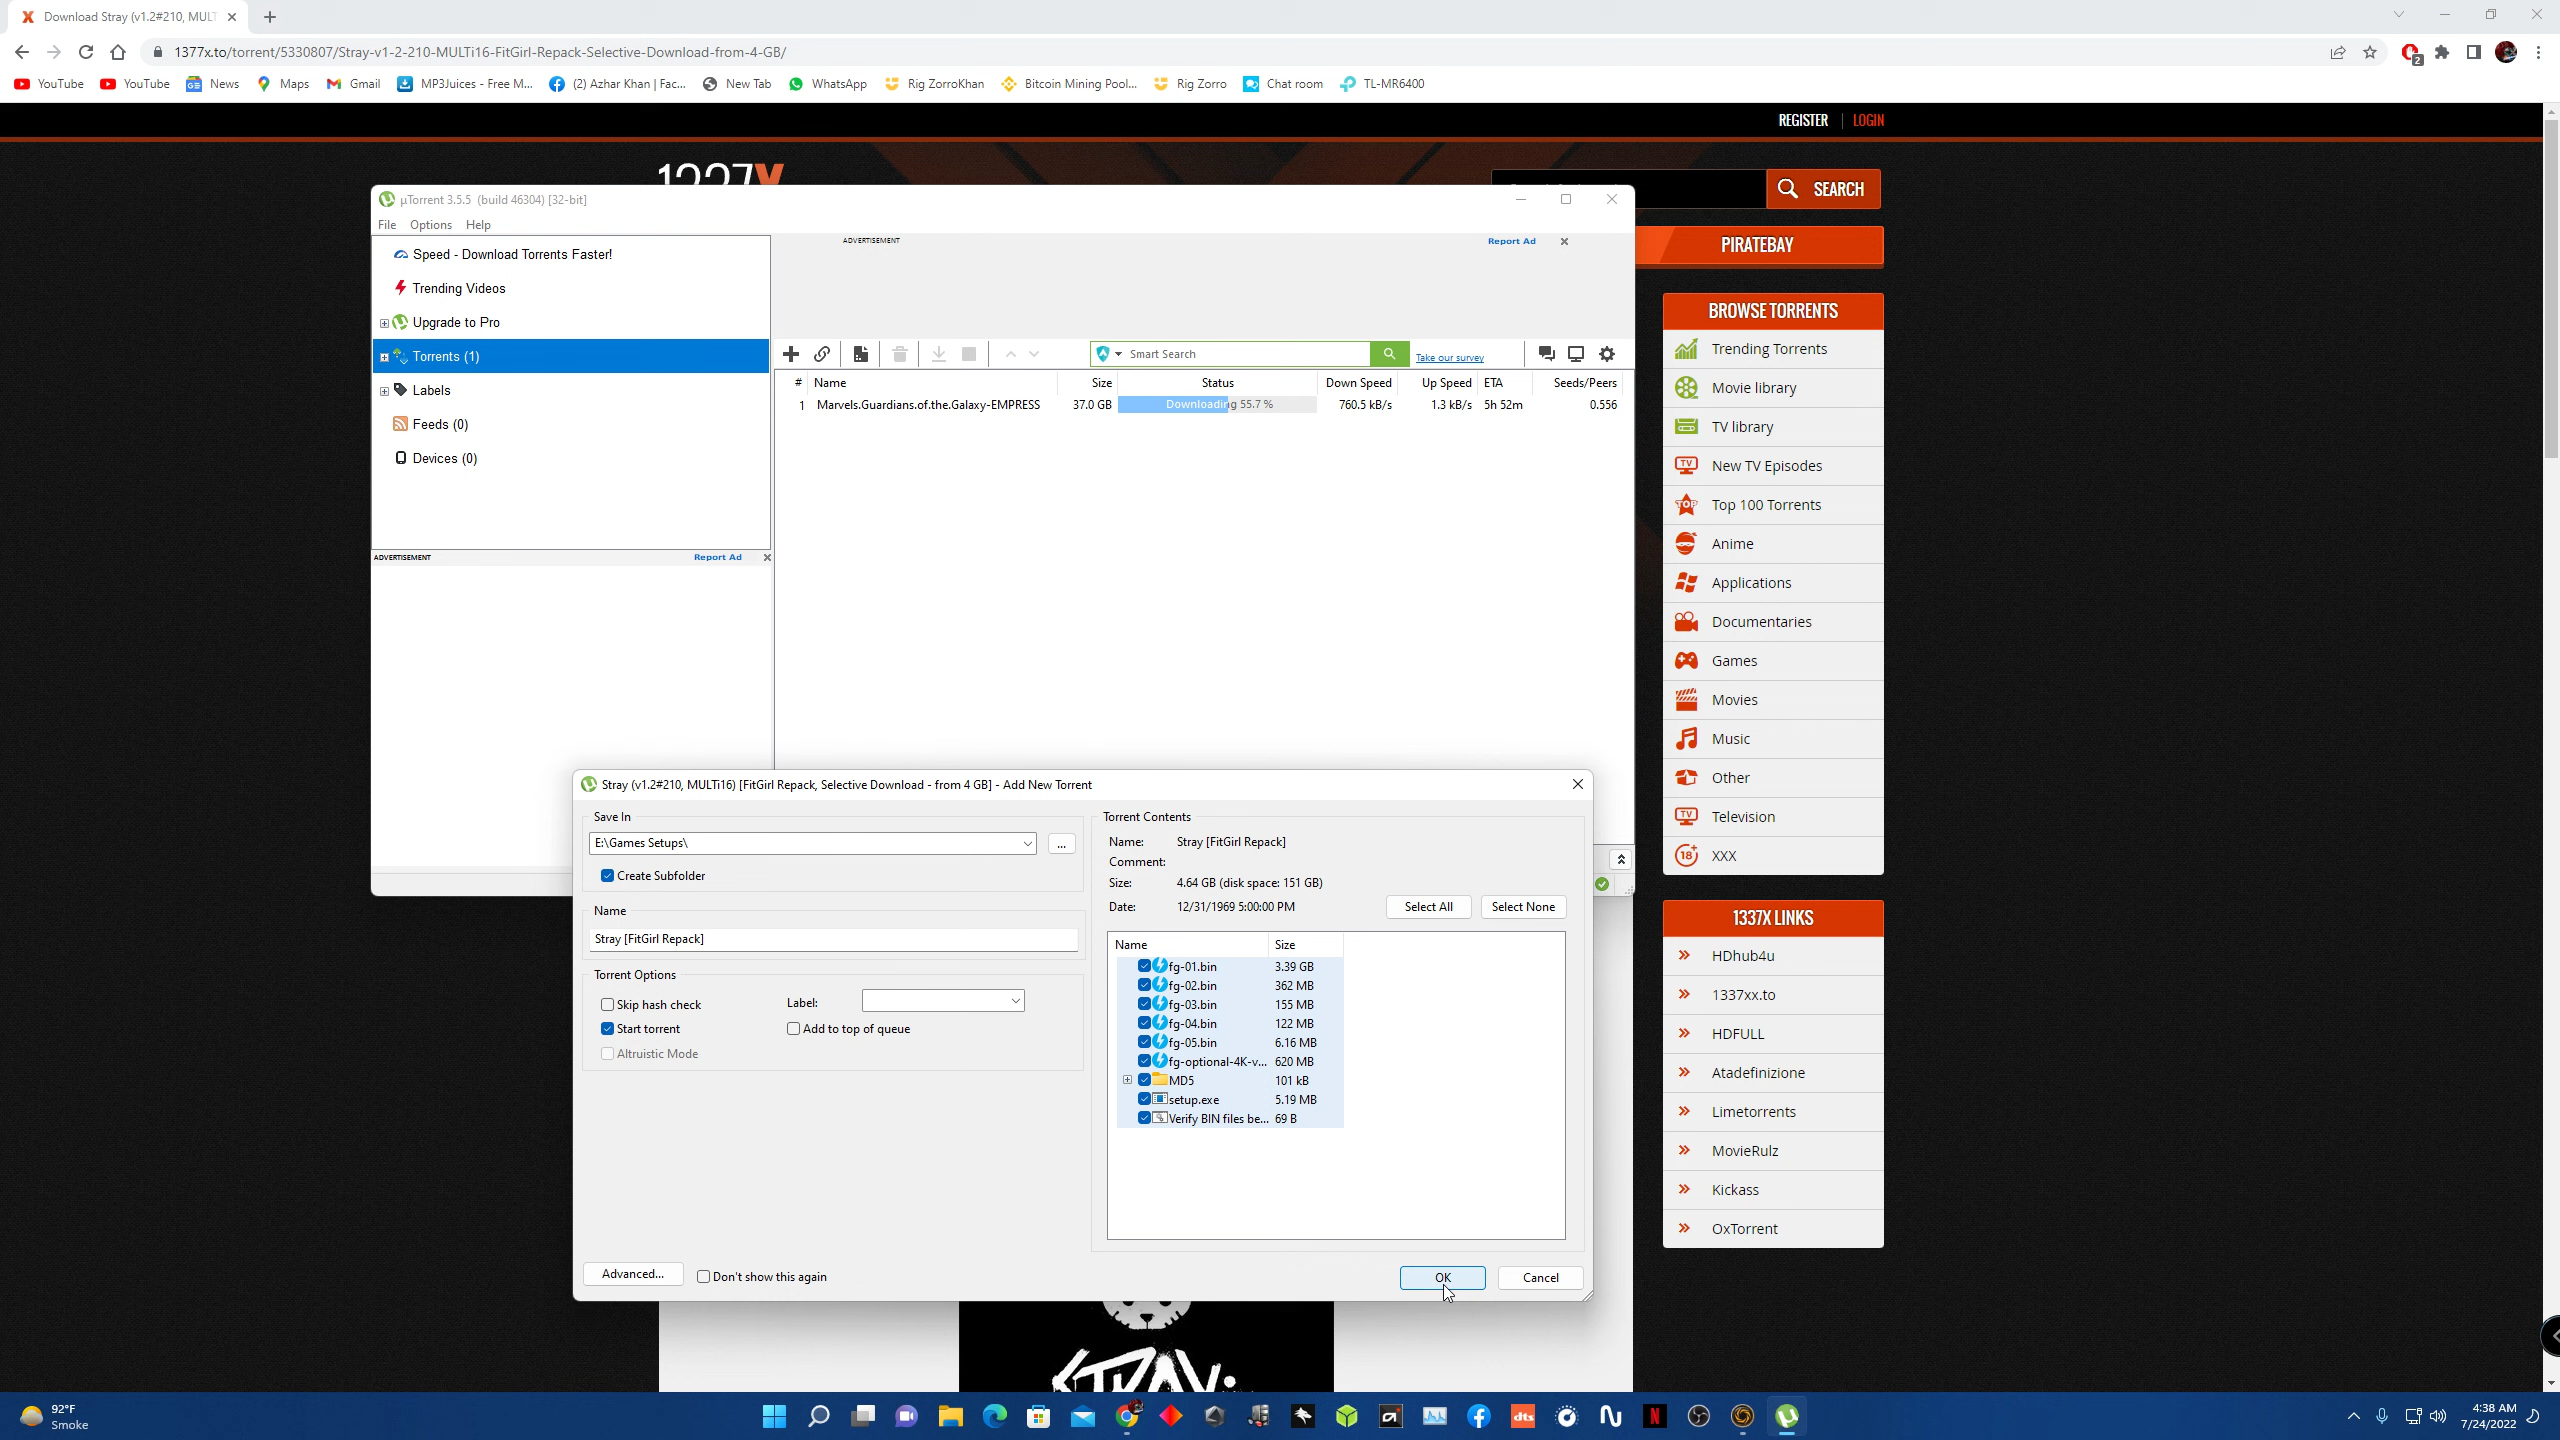 Download Stray (v1.2#210, MULT
1377x.to/torrent/5330807/Stray-v1-2-210-MULTi16-FitGirl-Repack-Selective-Download-from-4-GB/
2
YouTube YouTube News Maps Gmail MP3Juices - Free M... (2) Azhar Khan | Fac... New Tab WhatsApp Rig ZorroKhan Bitcoin Mining Pool... Rig Zorro Chat room TL-MR6400
REGISTER LOGIN
1337X
SEARCH
PIRATEBAY
BROWSE TORRENTS
Trending Torrents
Movie library
TV library
New TV Episodes
Top 100 Torrents
Anime
Applications
Documentaries
Games
Movies
Music
Other
Television
XXX
1337X LINKS
HDhub4u
1337xx.to
HDFULL
Atadefinizione
Limetorrents
MovieRulz
Kickass
OxTorrent
µTorrent 3.5.5 (build 46304) [32-bit]
File Options Help
Speed - Download Torrents Faster!
Trending Videos
Upgrade to Pro
Torrents (1)
Labels
Feeds (0)
Devices (0)
ADVERTISEMENT Report Ad
ADVERTISEMENT Report Ad
Smart Search
Take our survey
# Name Size Status Down Speed Up Speed ETA Seeds/Peers
1 Marvels.Guardians.of.the.Galaxy-EMPRESS 37.0 GB Downloading 55.7 % 760.5 kB/s 1.3 kB/s 5h 52m 0.556
Stray (v1.2#210, MULTi16) [FitGirl Repack, Selective Download - from 4 GB] - Add New Torrent
Save In
E:\Games Setups\
...
Create Subfolder
Name
Stray [FitGirl Repack]
Torrent Options
Skip hash check
Label:
Start torrent
Add to top of queue
Altruistic Mode
Torrent Contents
Name: Stray [FitGirl Repack]
Comment:
Size: 4.64 GB (disk space: 151 GB)
Date: 12/31/1969 5:00:00 PM
Select All Select None
Name Size
fg-01.bin 3.39 GB
fg-02.bin 362 MB
fg-03.bin 155 MB
fg-04.bin 122 MB
fg-05.bin 6.16 MB
fg-optional-4K-v... 620 MB
MD5 101 kB
setup.exe 5.19 MB
Verify BIN files be... 69 B
Advanced... Don't show this again
OK Cancel
STRAY
92°F
Smoke
dts
N
4:38 AM
7/24/2022